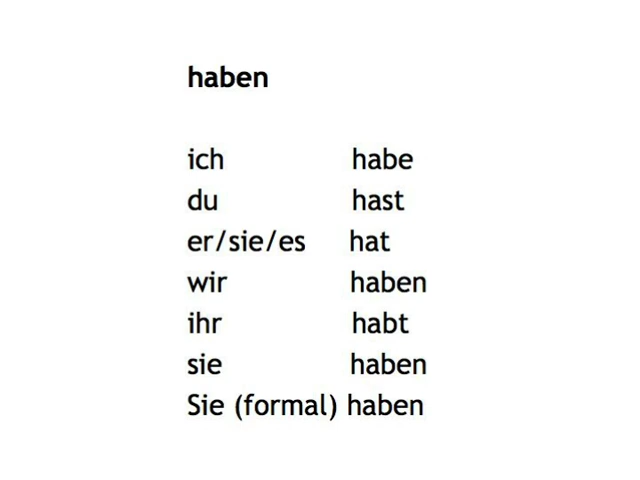 haben
ich habe
du hast
er/sie/es hat
wir haben
ihr habt
sie haben
Sie (formal) haben